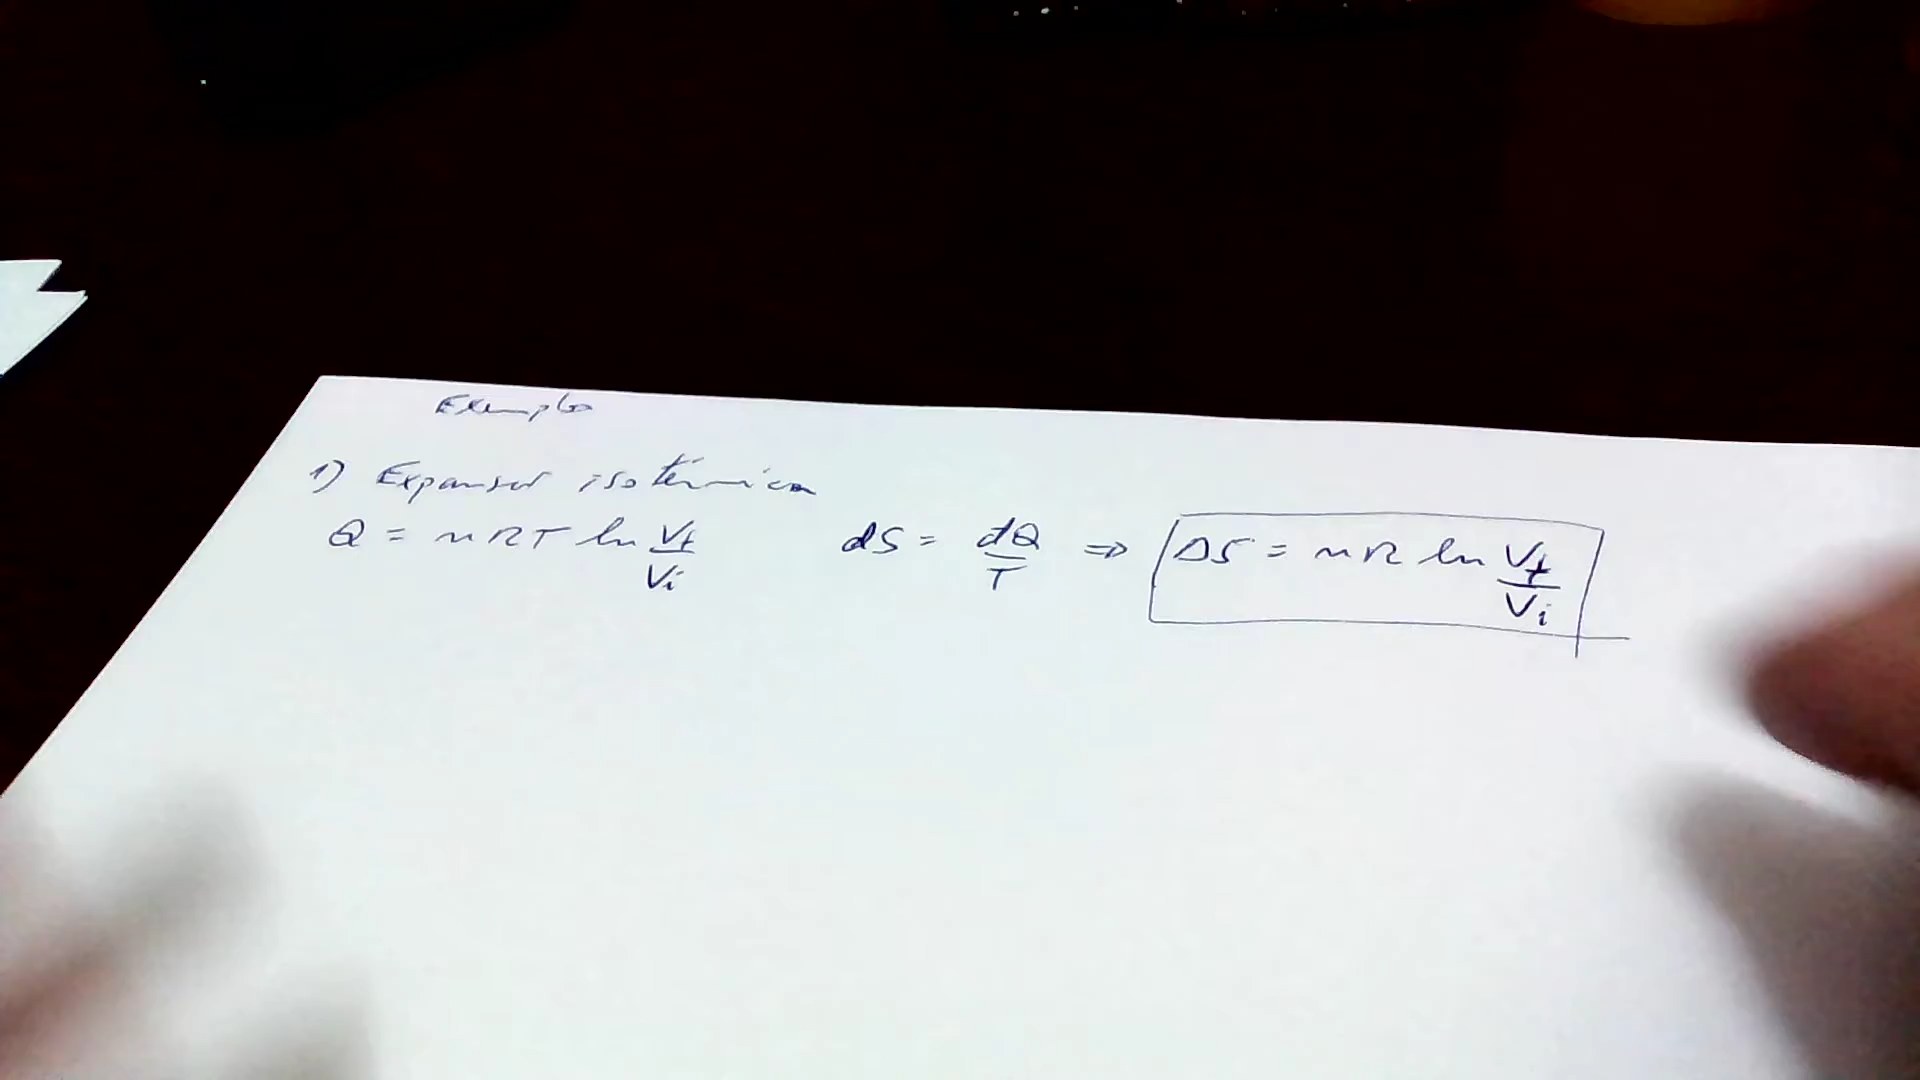 Exemplo
1) Expansão isotérmica
Q = nRT ln Vf/Vi dS = dQ/T ⇒ ΔS = nR ln Vf/Vi